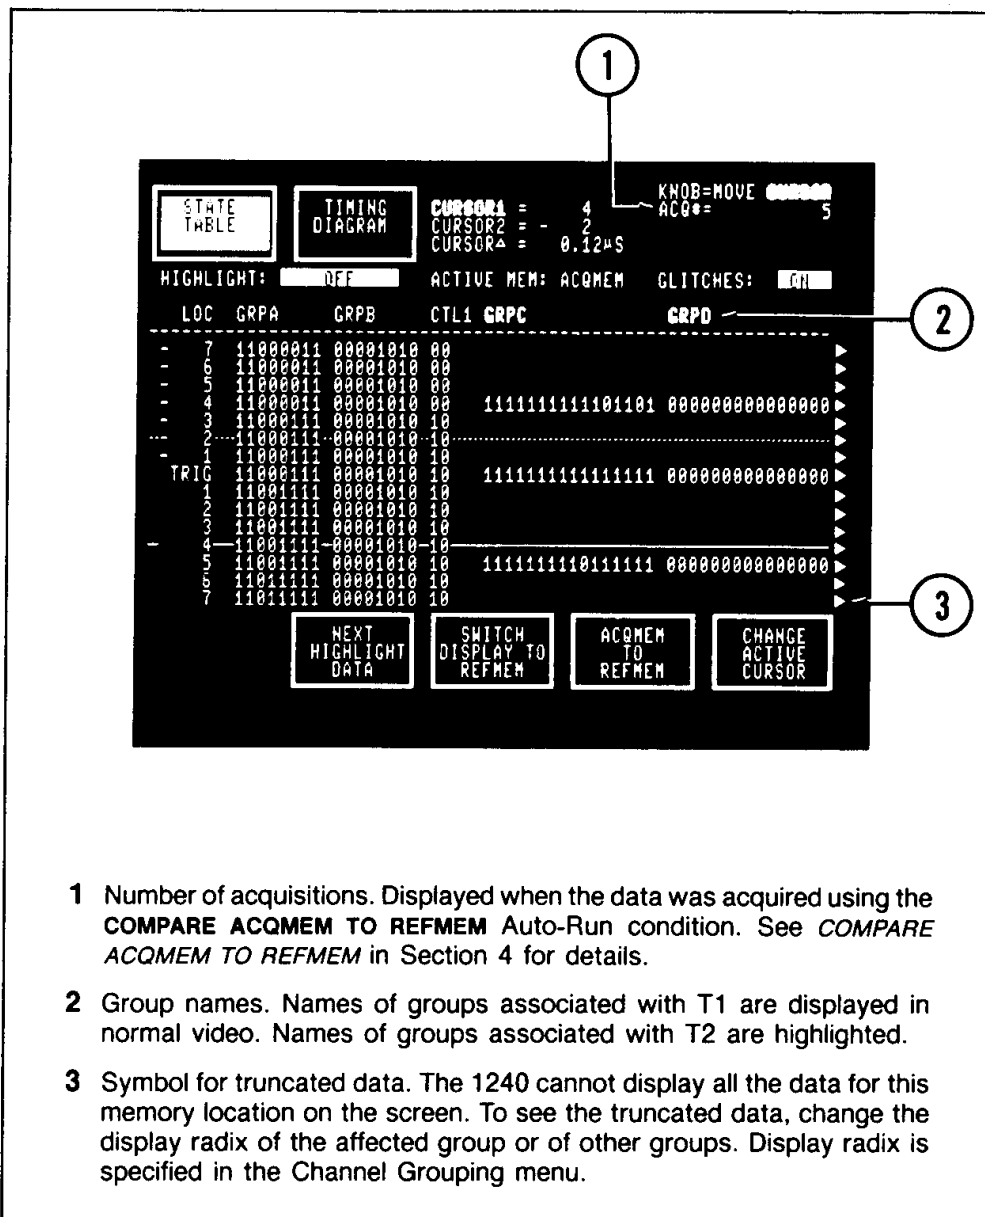 1
STATE TABLE
TIMING DIAGRAM
CURSOR1 = 4
CURSOR2 = - 2
CURSOR△ = 0.12µS
KNOB=MOVE CURSOR
ACQ#= 5
HIGHLIGHT: OFF ACTIVE MEM: ACQMEM GLITCHES: ON
LOC GRPA GRPB CTL1 GRPC GRPD
2
- 7 11000011 00001010 00
- 6 11000011 00001010 00
- 5 11000011 00001010 00
- 4 11000011 00001010 00 1111111111101101 000000000000000
- 3 11000111 00001010 10
- 2 11000111 00001010 10
- 1 11000111 00001010 10
TRIG 11000111 00001010 10 1111111111111111 000000000000000
1 11001111 00001010 10
2 11001111 00001010 10
3 11001111 00001010 10
4 11001111 00001010 10
5 11001111 00001010 10 1111111110111111 000000000000000
6 11011111 00001010 10
7 11011111 00001010 10
3
NEXT HIGHLIGHT DATA
SWITCH DISPLAY TO REFMEM
ACQMEM TO REFMEM
CHANGE ACTIVE CURSOR
1 Number of acquisitions. Displayed when the data was acquired using the
COMPARE ACQMEM TO REFMEM Auto-Run condition. See COMPARE
ACQMEM TO REFMEM in Section 4 for details.
2 Group names. Names of groups associated with T1 are displayed in
normal video. Names of groups associated with T2 are highlighted.
3 Symbol for truncated data. The 1240 cannot display all the data for this
memory location on the screen. To see the truncated data, change the
display radix of the affected group or of other groups. Display radix is
specified in the Channel Grouping menu.